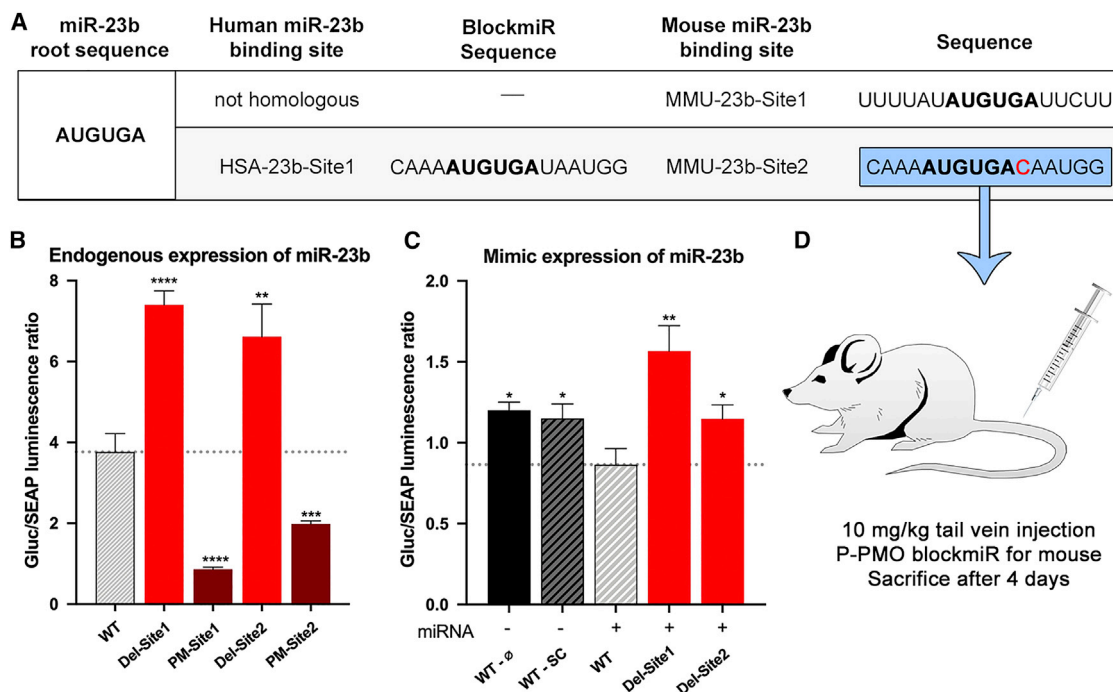 A
miR-23b root sequence
Human miR-23b binding site
BlockmiR Sequence
Mouse miR-23b binding site
Sequence
AUGUGA
not homologous
—
MMU-23b-Site1
UUUUAUAUGUGAUUCUU
HSA-23b-Site1
CAAAAUGUGAUAAUGG
MMU-23b-Site2
CAAAAUGUGACAAUGG
B
Endogenous expression of miR-23b
Gluc/SEAP luminescence ratio
8
6
4
2
0
****
****
**
***
WT
Del-Site1
PM-Site1
Del-Site2
PM-Site2
C
Mimic expression of miR-23b
Gluc/SEAP luminescence ratio
2.0
1.5
1.0
0.5
0.0
*
*
**
*
miRNA - - + + +
WT - ø
WT - SC
WT
Del-Site1
Del-Site2
D
10 mg/kg tail vein injection
P-PMO blockmiR for mouse
Sacrifice after 4 days